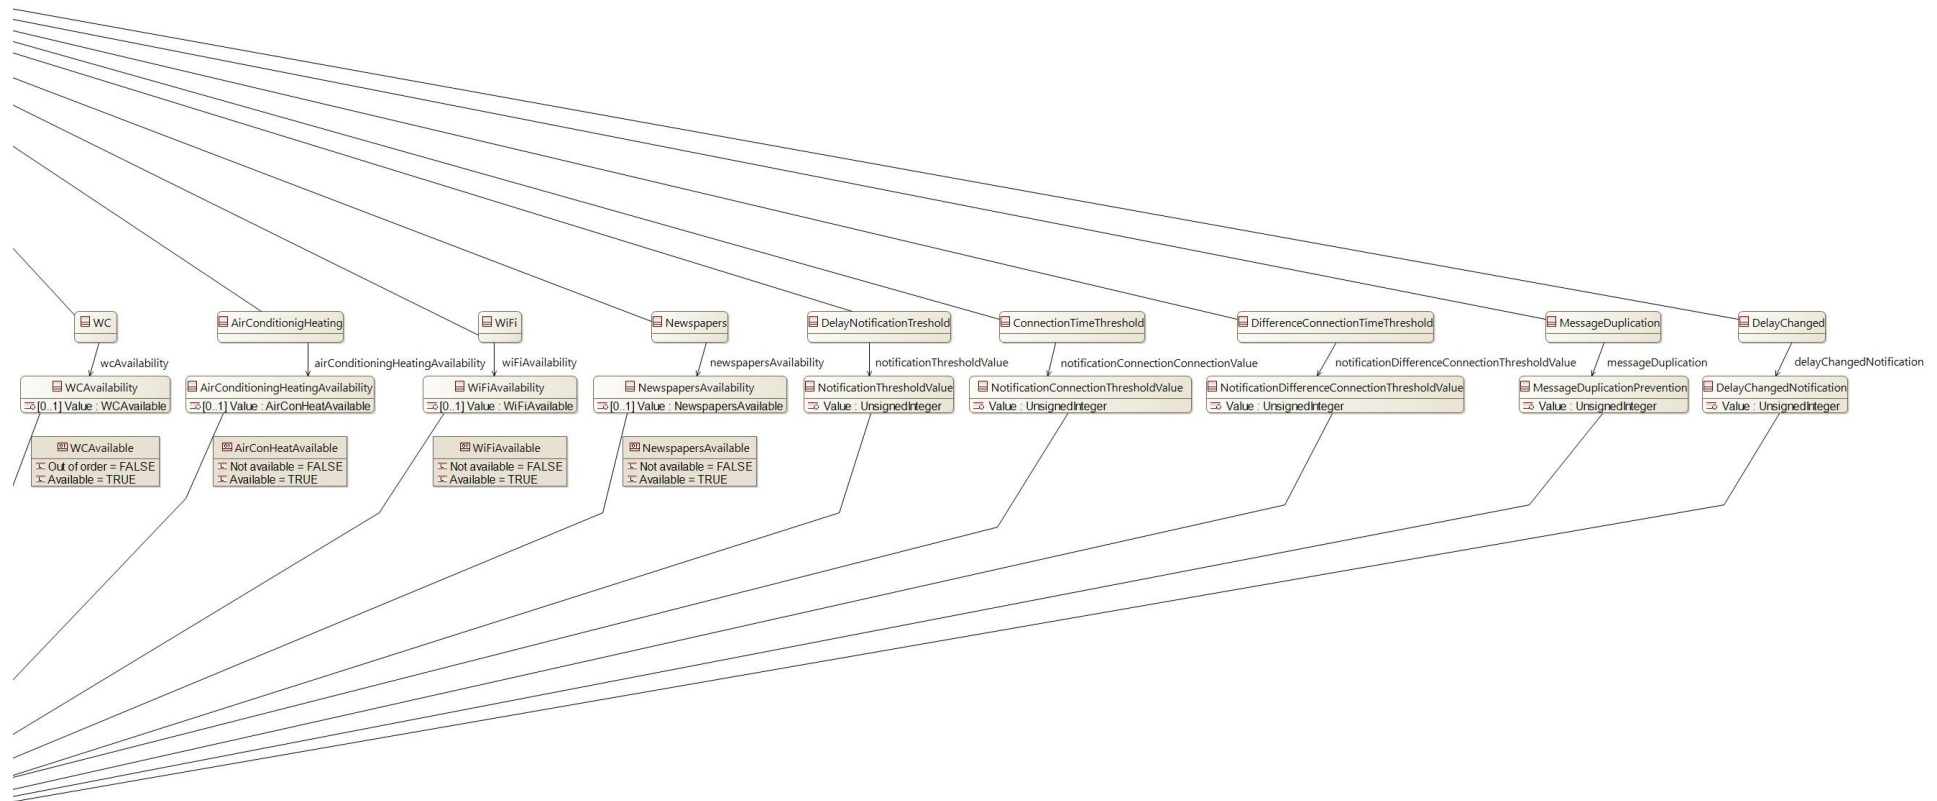 WC
AirConditionigHeating
WiFi
Newspapers
DelayNotificationTreshold
ConnectionTimeThreshold
DifferenceConnectionTimeThreshold
MessageDuplication
DelayChanged
wcAvailability
airConditioningHeatingAvailability
wiFiAvailability
newspapersAvailability
notificationThresholdValue
notificationConnectionConnectionValue
notificationDifferenceConnectionThresholdValue
messageDuplication
delayChangedNotification
WCAvailability
[0..1] Value : WCAvailable
AirConditioningHeatingAvailability
[0..1] Value : AirConHeatAvailable
WiFiAvailability
[0..1] Value : WiFiAvailable
NewspapersAvailability
[0..1] Value : NewspapersAvailable
NotificationThresholdValue
Value : UnsignedInteger
NotificationConnectionThresholdValue
Value : UnsignedInteger
NotificationDifferenceConnectionThresholdValue
Value : UnsignedInteger
MessageDuplicationPrevention
Value : UnsignedInteger
DelayChangedNotification
Value : UnsignedInteger
WCAvailable
Out of order = FALSE
Available = TRUE
AirConHeatAvailable
Not available = FALSE
Available = TRUE
WiFiAvailable
Not available = FALSE
Available = TRUE
NewspapersAvailable
Not available = FALSE
Available = TRUE